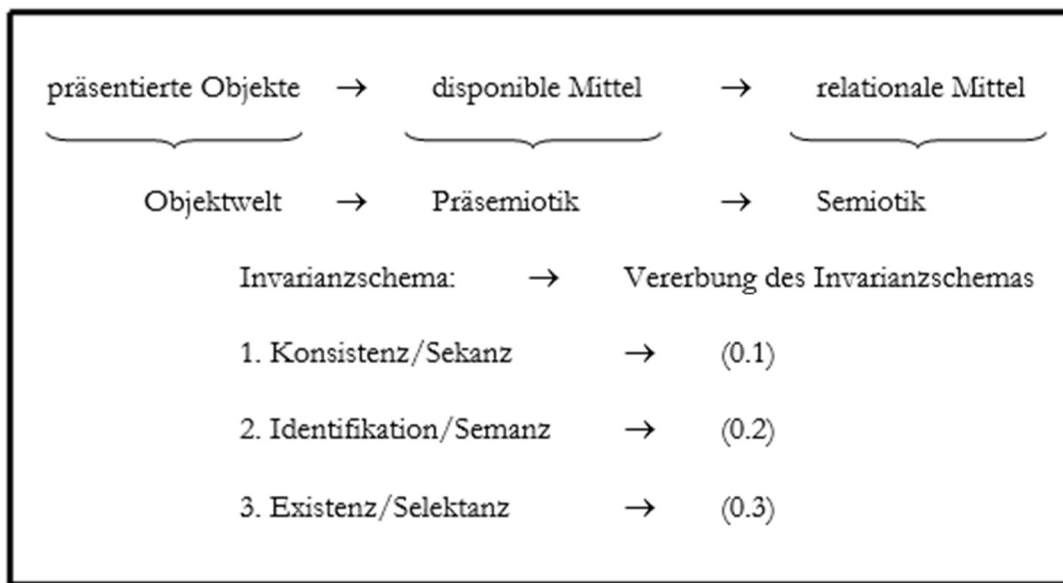 präsentierte Objekte → disponible Mittel → relationale Mittel
Objektwelt → Präsemiotik → Semiotik
Invarianzschema: → Vererbung des Invarianzschemas
1. Konsistenz/Sekanz → (0.1)
2. Identifikation/Semanz → (0.2)
3. Existenz/Selektanz → (0.3)